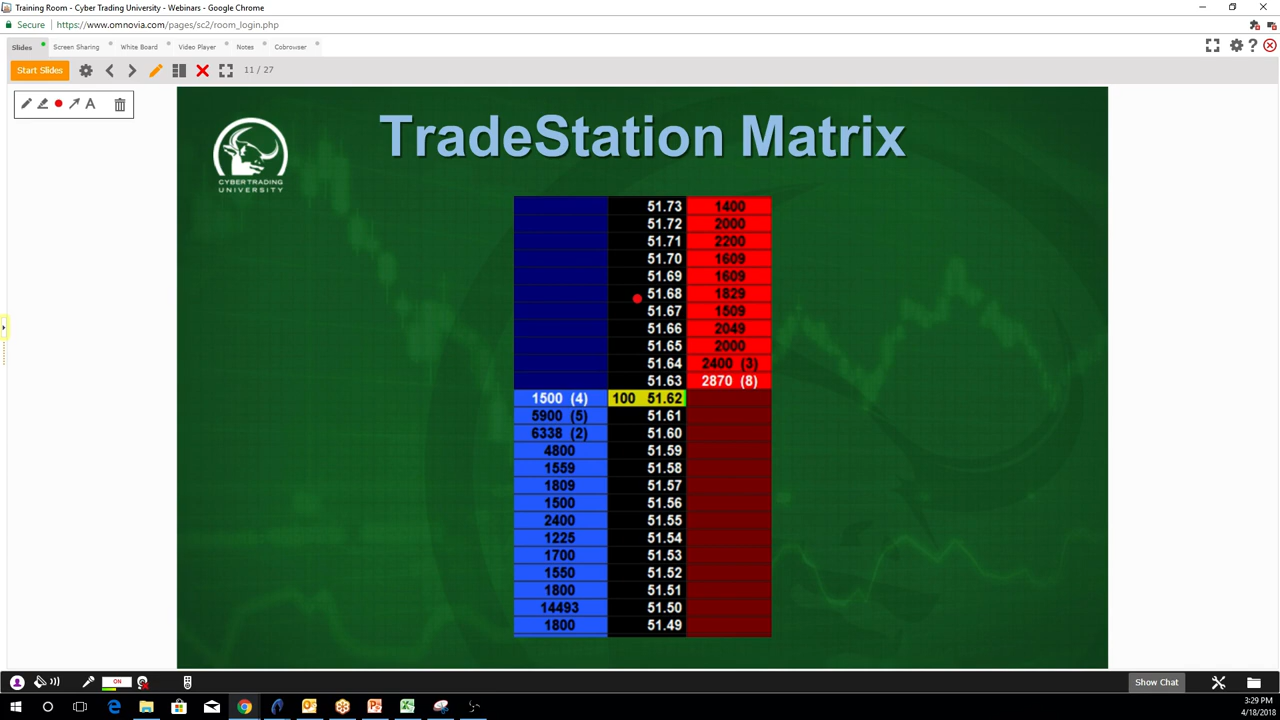 Training Room - Cyber Trading University - Webinars - Google Chrome
Secure https://www.omnovia.com/pages/sc2/room_login.php
Slides Screen Sharing White Board Video Player Notes Cobrowser
Start Slides 11 / 27
A
TradeStation Matrix
CYBERTRADING
UNIVERSITY
51.73 1400
51.72 2000
51.71 2200
51.70 1609
51.69 1609
51.68 1829
51.67 1509
51.66 2049
51.65 2000
51.64 2400 (3)
51.63 2870 (8)
1500 (4) 100 51.62
5900 (5) 51.61
6338 (2) 51.60
4800 51.59
1559 51.58
1809 51.57
1500 51.56
2400 51.55
1225 51.54
1700 51.53
1550 51.52
1800 51.51
14493 51.50
1800 51.49
ON Show Chat
3:29 PM
4/18/2018